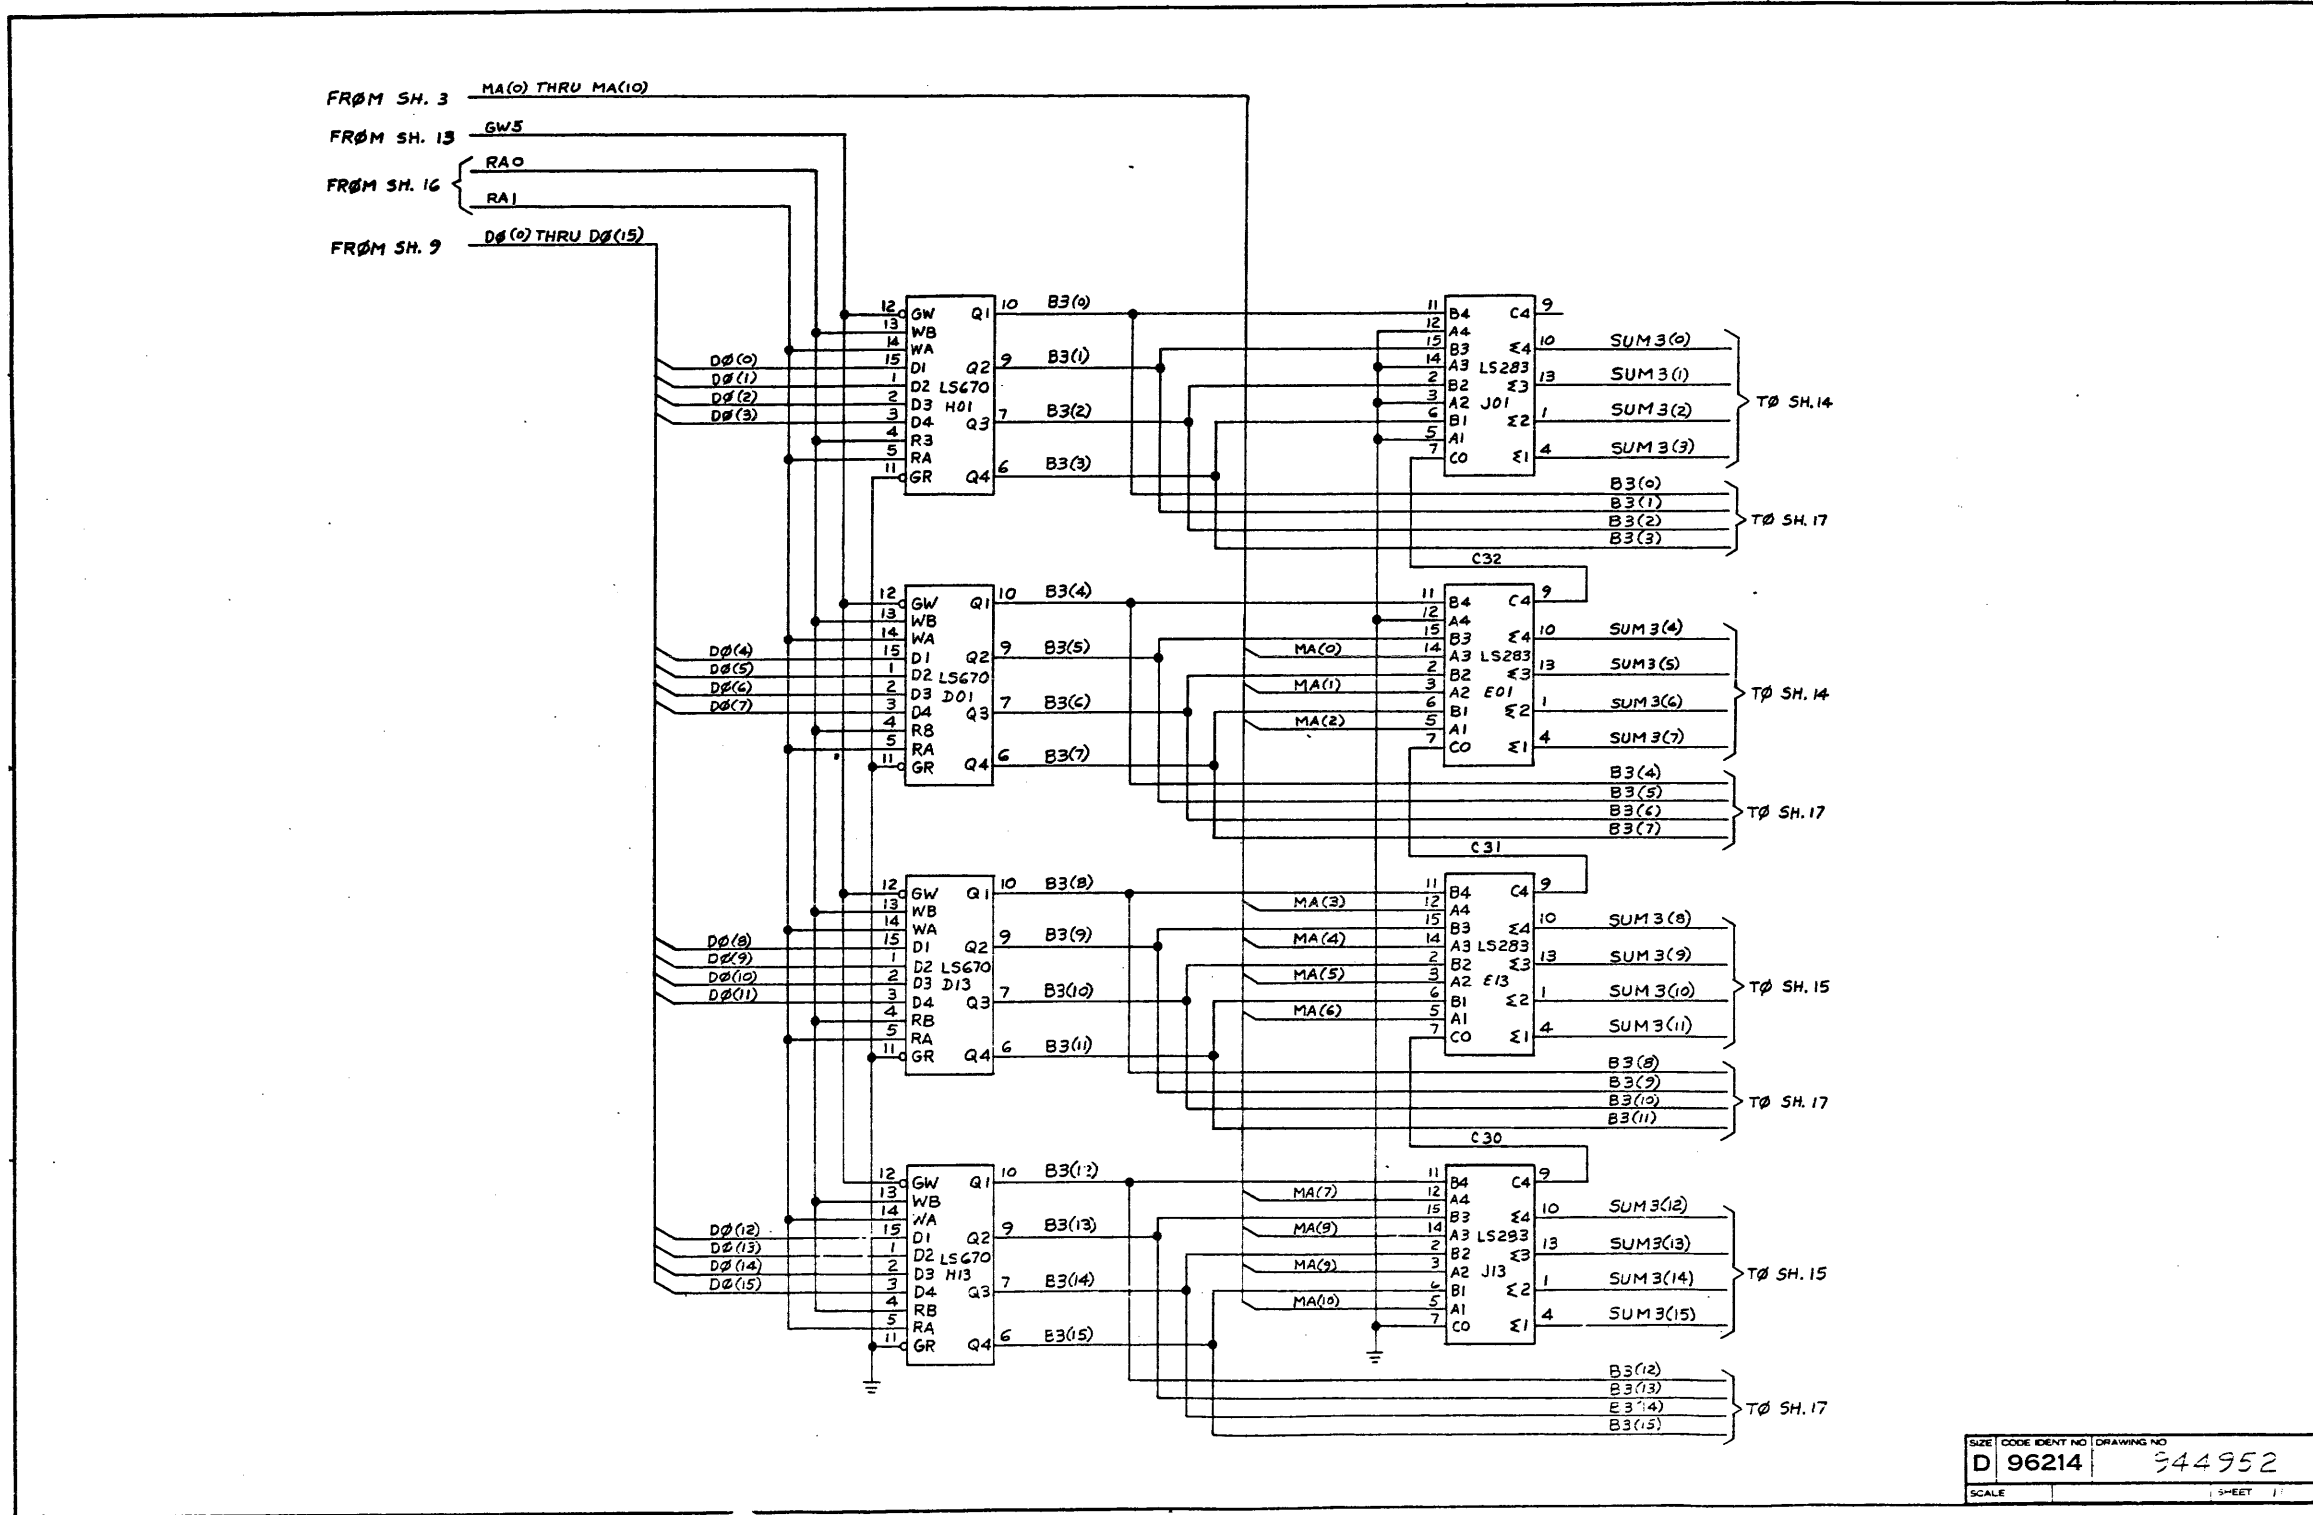 FRØM SH. 3 MA(0) THRU MA(10)
FRØM SH. 13 GW5
FRØM SH. 16 RA0
RA1
FRØM SH. 9 DØ(0) THRU DØ(15)
12 GW Q1 10 B3(0)
13 WB
14 WA
DØ(0) 15 D1 Q2 9 B3(1)
DØ(1) 1 D2 LS670
DØ(2) 2 D3 H01
DØ(3) 3 D4 Q3 7 B3(2)
4 R3
5 RA
11 GR Q4 6 B3(3)
11 B4 C4 9
12 A4
15 B3 Σ4 10 SUM3(0)
14 A3 LS283
2 B2 Σ3 13 SUM3(1)
3 A2 J01
6 B1 Σ2 1 SUM3(2)
5 A1
7 C0 Σ1 4 SUM3(3)
TØ SH.14
B3(0)
B3(1)
B3(2)
B3(3)
TØ SH.17
C32
12 GW Q1 10 B3(4)
13 WB
14 WA
DØ(4) 15 D1 Q2 9 B3(5)
DØ(5) 1 D2 LS670
DØ(6) 2 D3 D01
DØ(7) 3 D4 Q3 7 B3(6)
4 R8
5 RA
11 GR Q4 6 B3(7)
11 B4 C4 9
12 A4
15 B3 Σ4 10 SUM3(4)
MA(0) 14 A3 LS283
2 B2 Σ3 13 SUM3(5)
MA(1) 3 A2 E01
6 B1 Σ2 1 SUM3(6)
MA(2) 5 A1
7 C0 Σ1 4 SUM3(7)
TØ SH.14
B3(4)
B3(5)
B3(6)
B3(7)
TØ SH.17
C31
12 GW Q1 10 B3(8)
13 WB
14 WA
DØ(8) 15 D1 Q2 9 B3(9)
DØ(9) 1 D2 LS670
DØ(10) 2 D3 D13
DØ(11) 3 D4 Q3 7 B3(10)
4 RB
5 RA
11 GR Q4 6 B3(11)
11 B4 C4 9
MA(3) 12 A4
15 B3 Σ4 10 SUM3(8)
MA(4) 14 A3 LS283
2 B2 Σ3 13 SUM3(9)
MA(5) 3 A2 E13
6 B1 Σ2 1 SUM3(10)
MA(6) 5 A1
7 C0 Σ1 4 SUM3(11)
TØ SH.15
B3(8)
B3(9)
B3(10)
B3(11)
TØ SH.17
C30
12 GW Q1 10 B3(12)
13 WB
14 WA
DØ(12) 15 D1 Q2 9 B3(13)
DØ(13) 1 D2 LS670
DØ(14) 2 D3 H13
DØ(15) 3 D4 Q3 7 B3(14)
4 RB
5 RA
11 GR Q4 6 B3(15)
11 B4 C4 9
MA(7) 12 A4
15 B3 Σ4 10 SUM3(12)
14 A3 LS283
2 B2 Σ3 13 SUM3(13)
MA(9) 3 A2 J13
6 B1 Σ2 1 SUM3(14)
MA(10) 5 A1
7 C0 Σ1 4 SUM3(15)
TØ SH.15
B3(12)
B3(13)
B3(14)
B3(15)
TØ SH.17
SIZE CODE IDENT NO DRAWING NO
D 96214 944952
SCALE SHEET